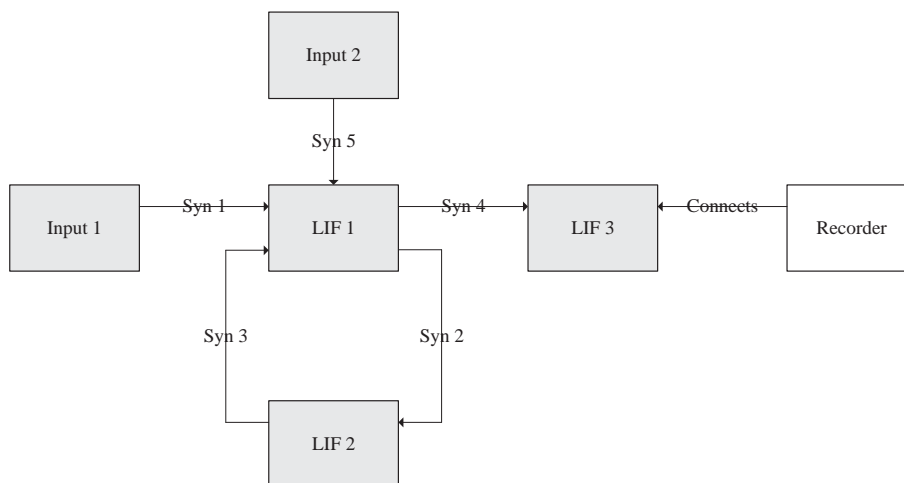 Input 2
Syn 5
Input 1
Syn 1
LIF 1
Syn 4
LIF 3
Connects
Recorder
Syn 3
Syn 2
LIF 2